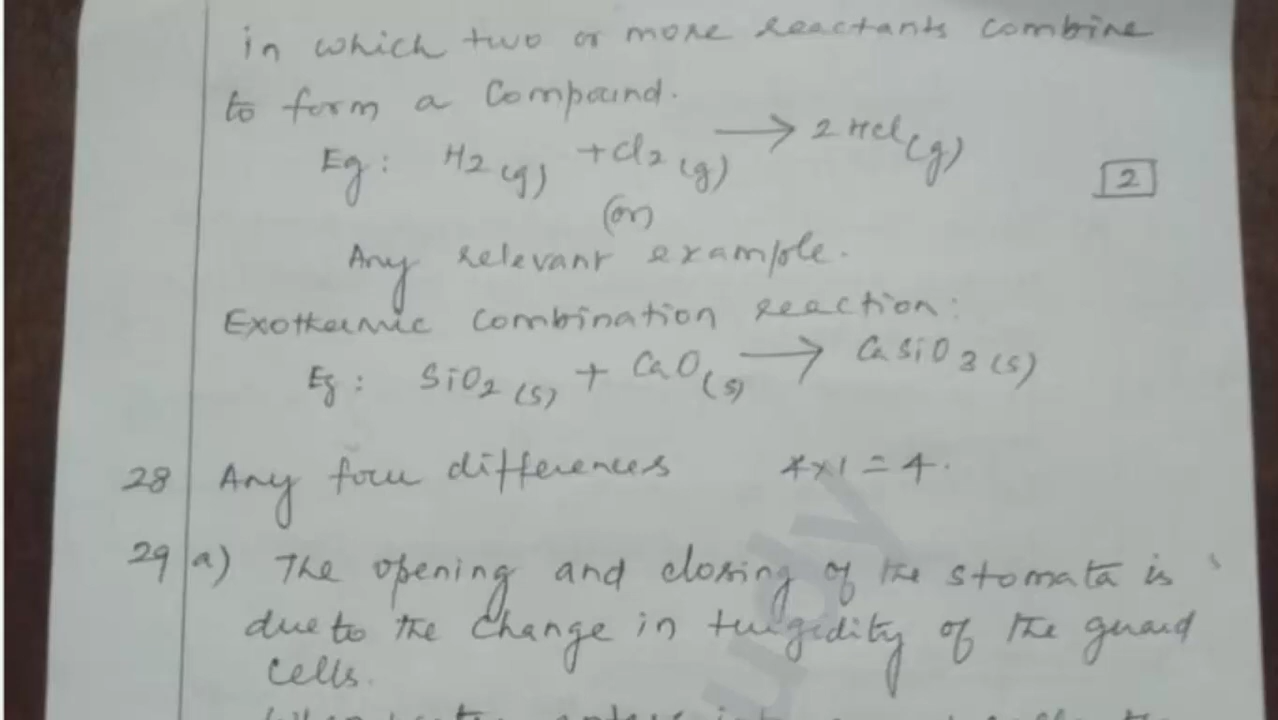 in which two or more reactants combine
to form a Compound.
Eg: H2 (g) + Cl2 (g) → 2 HCl (g)
2
(or)
Any relevant example.
Exothermic Combination reaction:
Eg: SiO2 (s) + CaO (s) → CaSiO3 (s)
28 Any four differences 4x1=4.
29 a) The opening and closing of the stomata is
due to the change in turgidity of the guard
cells.